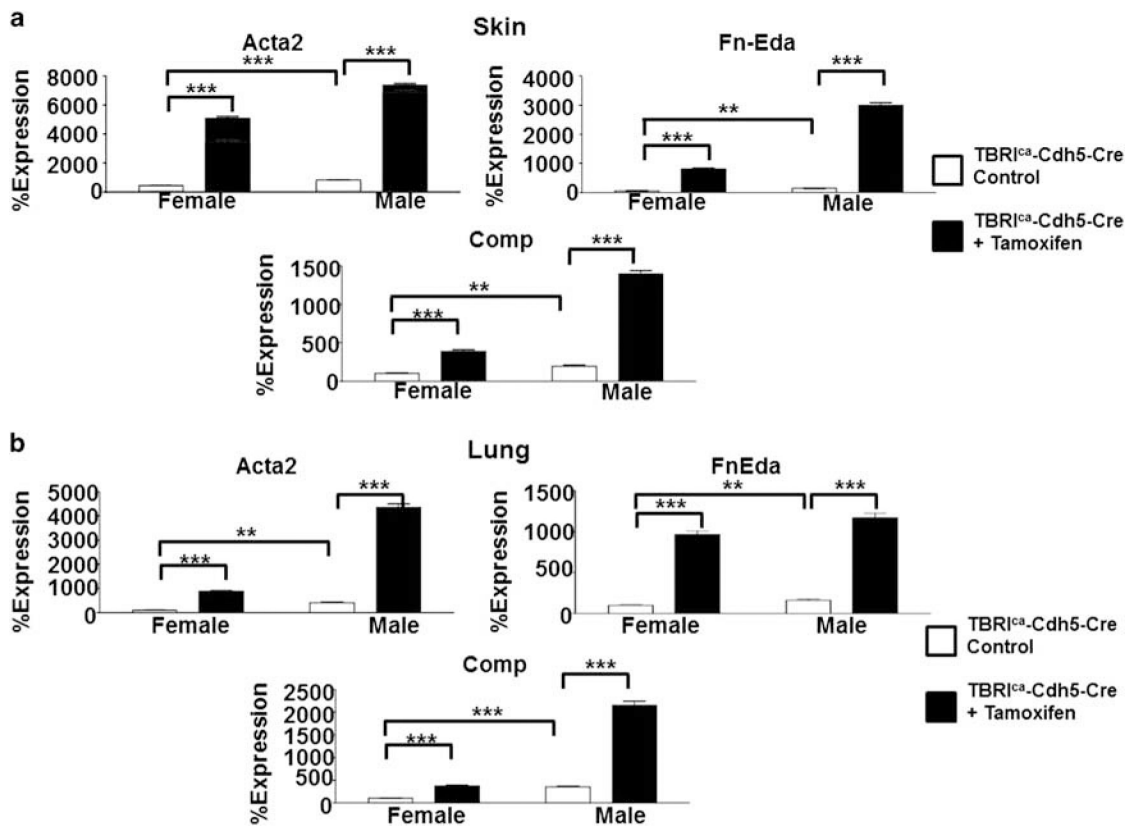 a
Skin
Acta2
%Expression
8000
6000
4000
2000
0
***
***
***
Female
Male
Fn-Eda
%Expression
4000
3000
2000
1000
0
***
**
***
Female
Male
TBRIᶜᵃ-Cdh5-Cre
Control
TBRIᶜᵃ-Cdh5-Cre
+ Tamoxifen
Comp
%Expression
1500
1000
500
0
***
**
***
Female
Male
b
Lung
Acta2
%Expression
5000
4000
3000
2000
1000
0
***
**
***
Female
Male
FnEda
%Expression
1500
1000
500
0
**
***
***
Female
Male
TBRIᶜᵃ-Cdh5-Cre
Control
TBRIᶜᵃ-Cdh5-Cre
+ Tamoxifen
Comp
%Expression
2500
2000
1500
1000
500
0
***
***
***
Female
Male